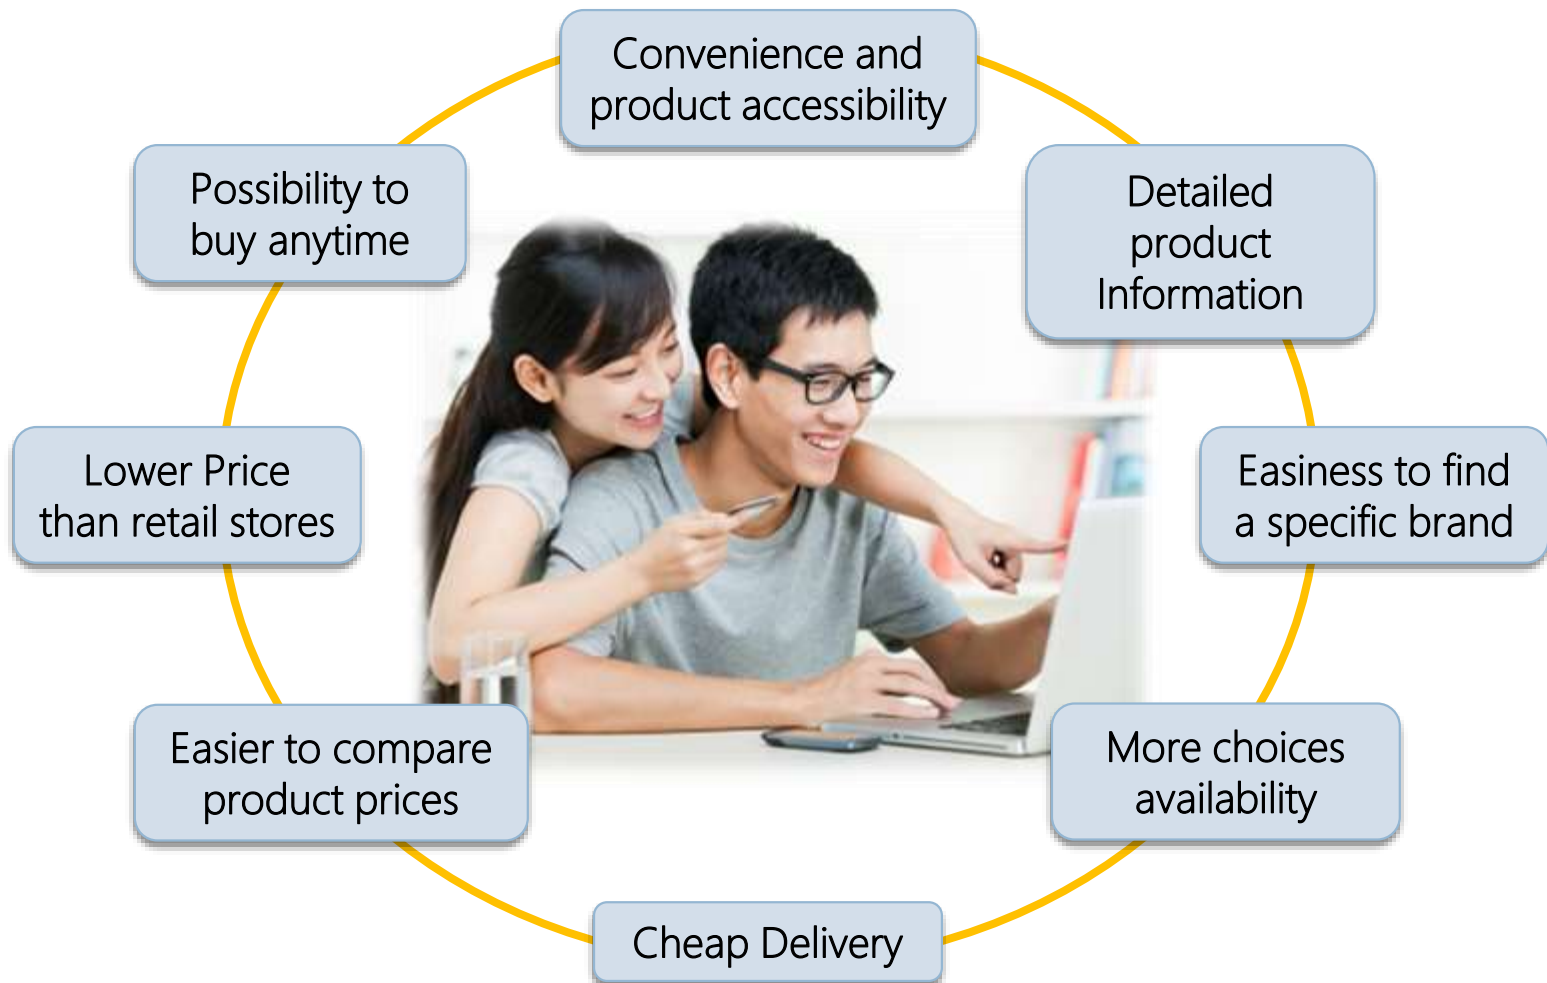 Convenience and
product accessibility
Detailed
product
Information
Easiness to find
a specific brand
More choices
availability
Cheap Delivery
Easier to compare
product prices
Lower Price
than retail stores
Possibility to
buy anytime